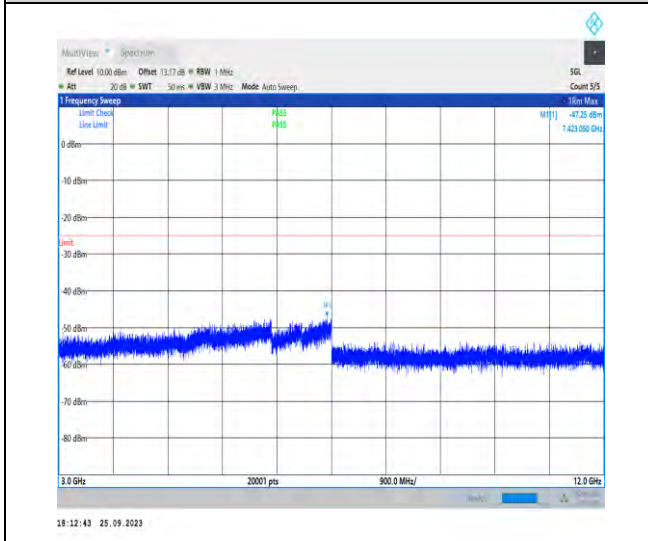 MultiView Spectrum
Ref Level 10.00 dBm Offset 13.17 dB RBW 1 MHz SGL
Att 20 dB SWT 50 ms VBW 3 MHz Mode Auto Sweep Count 5/5
1 Frequency Sweep 1Rm Max
Limit Check PASS M1[1] -47.25 dBm
Line Limit PASS 7.423 050 GHz
0 dBm
-10 dBm
-20 dBm
Limit
-30 dBm
-40 dBm
M1
-50 dBm
-60 dBm
-70 dBm
-80 dBm
3.0 GHz 20001 pts 900.0 MHz/ 12.0 GHz
18:12:43 25.09.2023